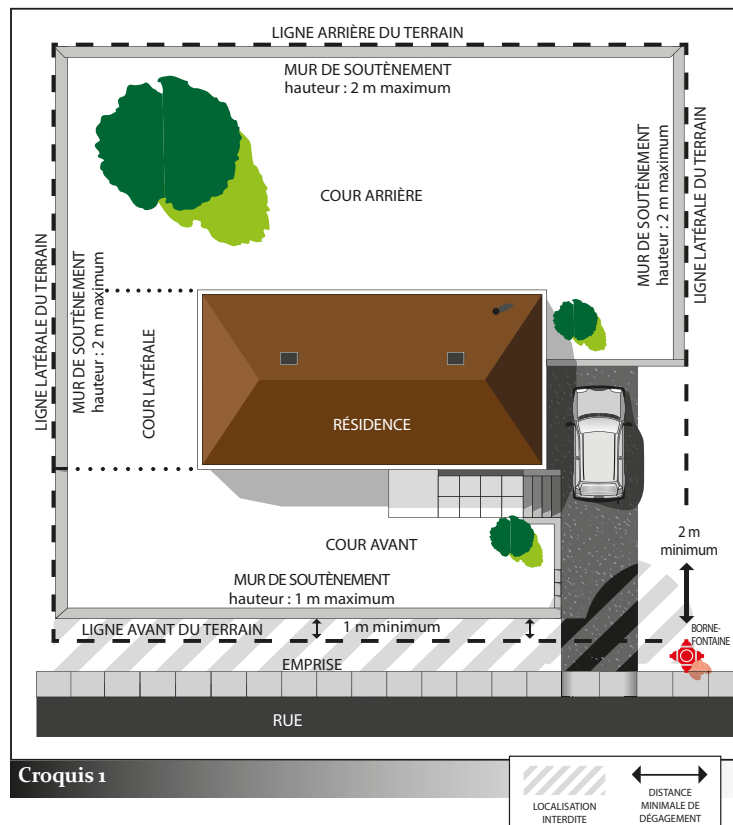 LIGNE ARRIÈRE DU TERRAIN
MUR DE SOUTÈNEMENT
hauteur : 2 m maximum
COUR ARRIÈRE
LIGNE LATÉRALE DU TERRAIN
MUR DE SOUTÈNEMENT
hauteur : 2 m maximum
COUR LATÉRALE
MUR DE SOUTÈNEMENT
hauteur : 2 m maximum
LIGNE LATÉRALE DU TERRAIN
RÉSIDENCE
COUR AVANT
2 m
minimum
MUR DE SOUTÈNEMENT
hauteur : 1 m maximum
LIGNE AVANT DU TERRAIN
1 m minimum
BORNE-
FONTAINE
EMPRISE
RUE
Croquis 1
LOCALISATION
INTERDITE
DISTANCE
MINIMALE DE
DÉGAGEMENT